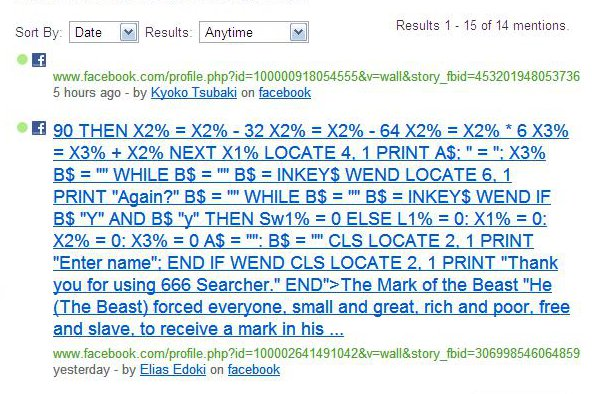 Sort By: Date Results: Anytime Results 1 - 15 of 14 mentions.
www.facebook.com/profile.php?id=100000918054555&v=wall&story_fbid=453201948053736
5 hours ago - by Kyoko Tsubaki on facebook
90 THEN X2% = X2% - 32 X2% = X2% - 64 X2% = X2% * 6 X3%
= X3% + X2% NEXT X1% LOCATE 4, 1 PRINT A$; " = "; X3%
B$ = "" WHILE B$ = "" B$ = INKEY$ WEND LOCATE 6, 1
PRINT "Again?" B$ = "" WHILE B$ = "" B$ = INKEY$ WEND IF
B$ "Y" AND B$ "y" THEN Sw1% = 0 ELSE L1% = 0: X1% = 0:
X2% = 0: X3% = 0 A$ = "": B$ = "" CLS LOCATE 2, 1 PRINT
"Enter name"; END IF WEND CLS LOCATE 2, 1 PRINT "Thank
you for using 666 Searcher." END">The Mark of the Beast "He
(The Beast) forced everyone, small and great, rich and poor, free
and slave, to receive a mark in his ...
www.facebook.com/profile.php?id=100002641491042&v=wall&story_fbid=306998546064859
yesterday - by Elias Edoki on facebook